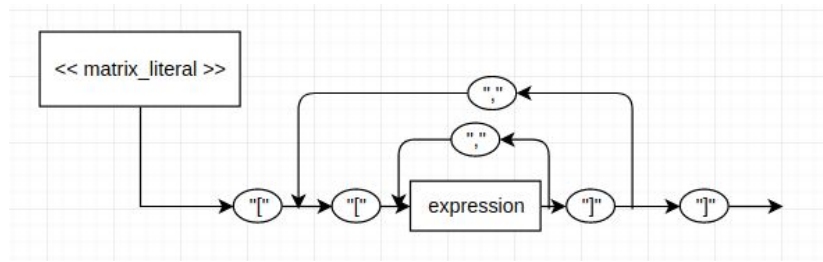 << matrix_literal >>
","
","
"[" "[" expression "]" "]"